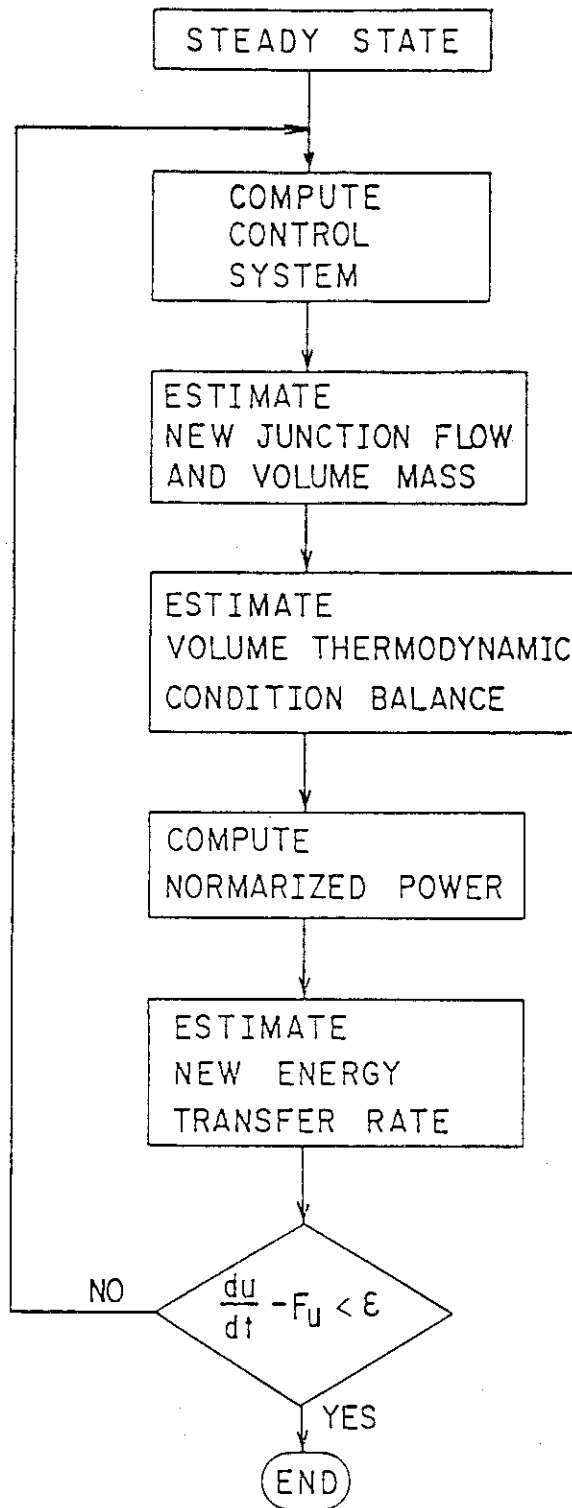 STEADY STATE
COMPUTE
CONTROL
SYSTEM
ESTIMATE
NEW JUNCTION FLOW
AND VOLUME MASS
ESTIMATE
VOLUME THERMODYNAMIC
CONDITION BALANCE
COMPUTE
NORMARIZED POWER
ESTIMATE
NEW ENERGY
TRANSFER RATE
NO
du/dt - Fu < ε
YES
END